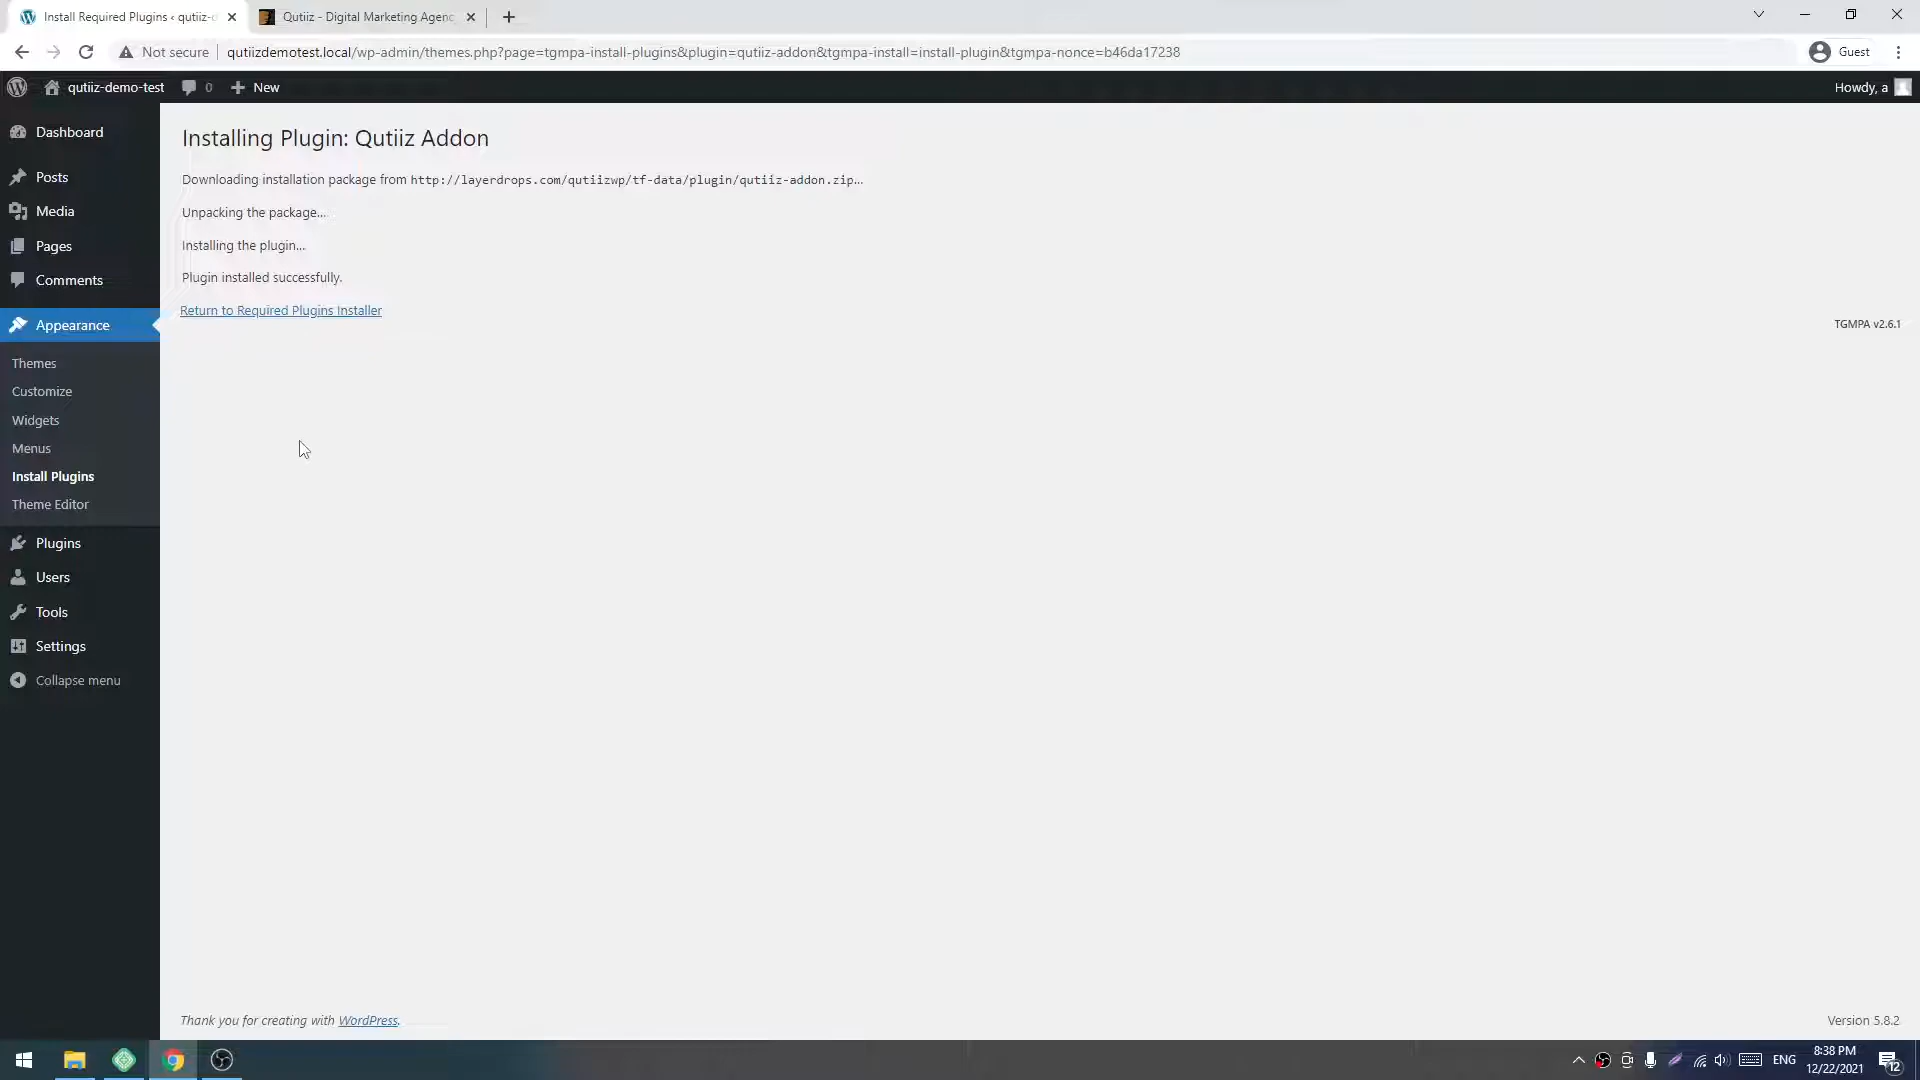 Install Required Plugins ‹ qutiiz-d
Qutiiz - Digital Marketing Agenc
Not secure
qutiizdemotest.local/wp-admin/themes.php?page=tgmpa-install-plugins&plugin=qutiiz-addon&tgmpa-install=install-plugin&tgmpa-nonce=b46da17238
Guest
qutiiz-demo-test
0
New
Howdy, a
Dashboard
Posts
Media
Pages
Comments
Appearance
Themes
Customize
Widgets
Menus
Install Plugins
Theme Editor
Plugins
Users
Tools
Settings
Collapse menu
Installing Plugin: Qutiiz Addon
Downloading installation package from http://layerdrops.com/qutiizwp/tf-data/plugin/qutiiz-addon.zip…
Unpacking the package…
Installing the plugin…
Plugin installed successfully.
Return to Required Plugins Installer
TGMPA v2.6.1
Thank you for creating with WordPress.
Version 5.8.2
ENG
8:38 PM
12/22/2021
12